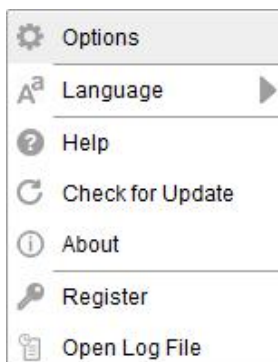 Options
Language
Help
Check for Update
About
Register
Open Log File